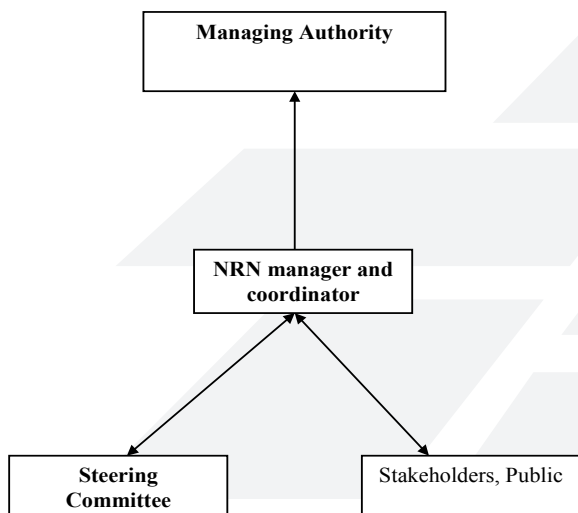 Managing Authority
NRN manager and
coordinator
Steering
Committee
Stakeholders, Public